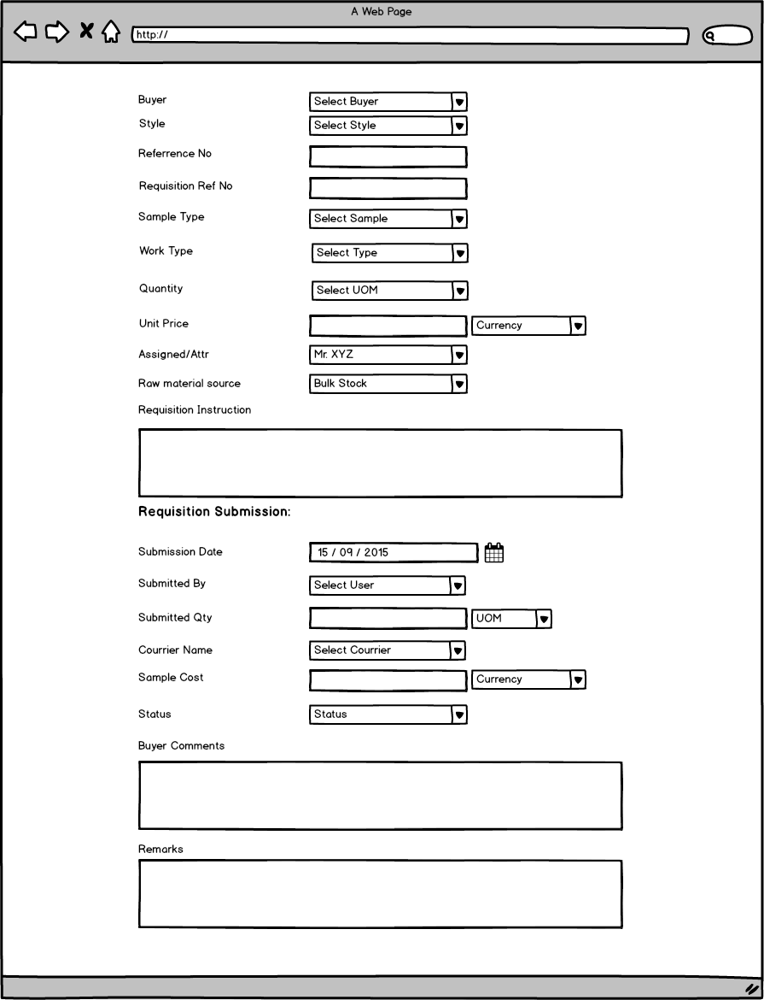 A Web Page
http://
Buyer Select Buyer
Style Select Style
Referrence No
Requisition Ref No
Sample Type Select Sample
Work Type Select Type
Quantity Select UOM
Unit Price Currency
Assigned/Attr Mr. XYZ
Raw material source Bulk Stock
Requisition Instruction
Requisition Submission:
Submission Date 15 / 09 / 2015
Submitted By Select User
Submitted Qty UOM
Courrier Name Select Courrier
Sample Cost Currency
Status Status
Buyer Comments
Remarks